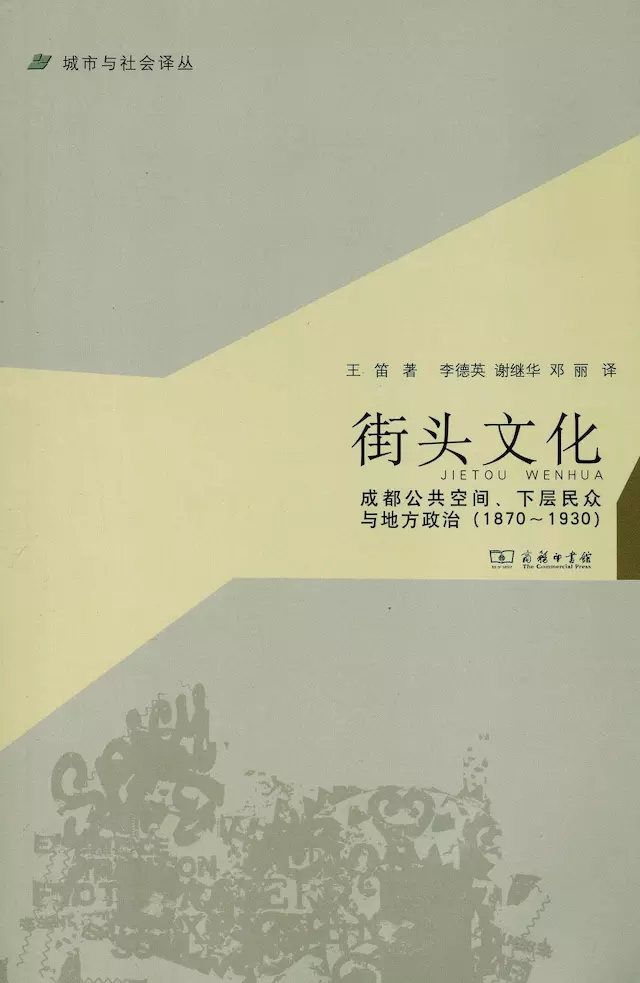 城市与社会译丛
王 笛 著 李德英 谢继华 邓 丽 译
街头文化
JIETOU WENHUA
成都公共空间、下层民众
与地方政治（1870～1930）
商务印书馆
The Commercial Press